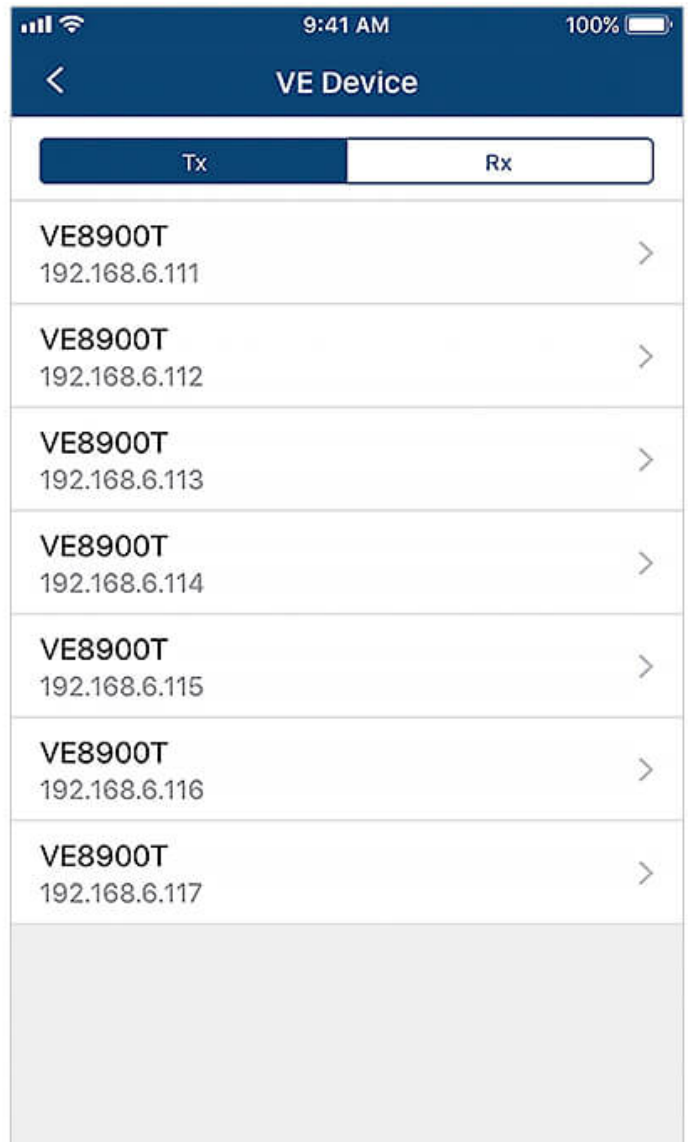 9:41 AM 100%
VE Device
Tx Rx
VE8900T
192.168.6.111
VE8900T
192.168.6.112
VE8900T
192.168.6.113
VE8900T
192.168.6.114
VE8900T
192.168.6.115
VE8900T
192.168.6.116
VE8900T
192.168.6.117